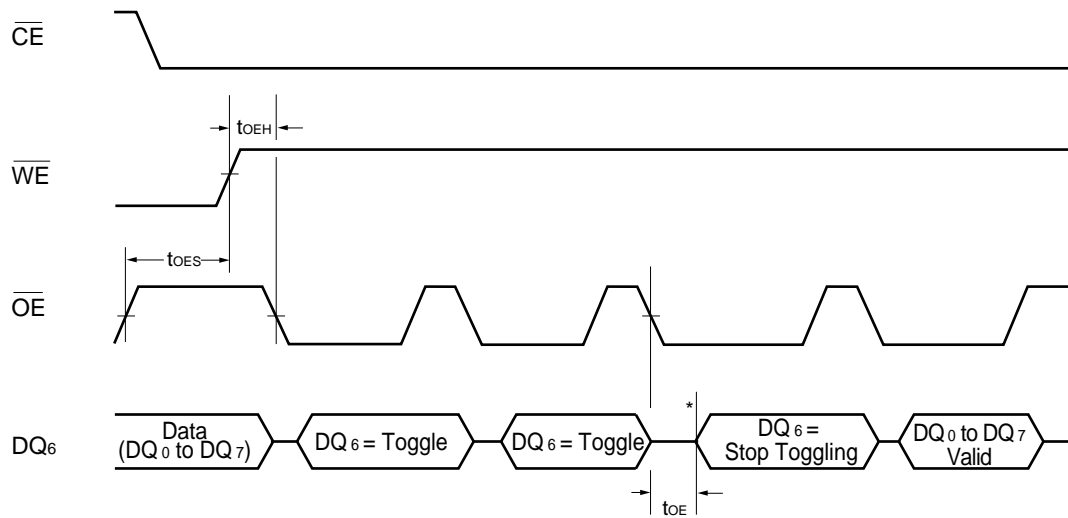 CE
tOEH
WE
tOES
OE
*
DQ6
Data
(DQ0 to DQ7)
DQ6 = Toggle
DQ6 = Toggle
DQ6 =
Stop Toggling
DQ0 to DQ7
Valid
tOE